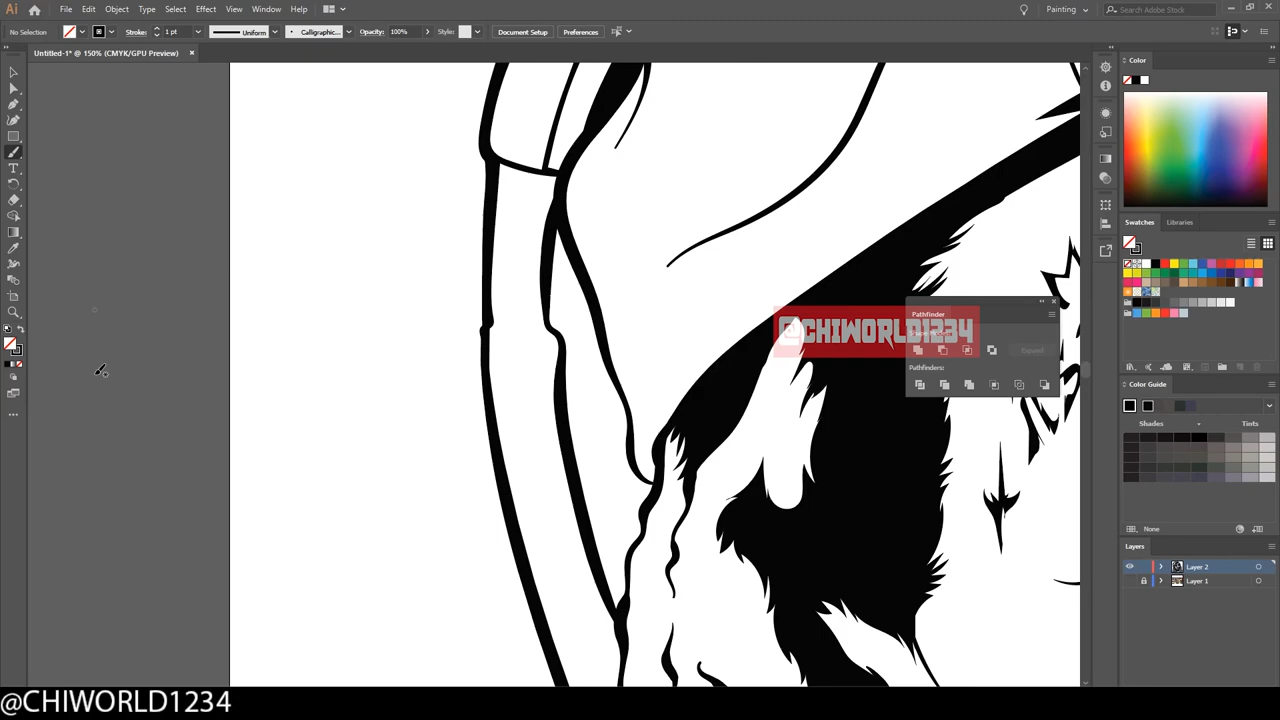 Ai File Edit Object Type Select Effect View Window Help Painting Search Adobe Stock
No Selection Stroke: 1 pt Uniform Calligraphic... Opacity: 100% Style: Document Setup Preferences
Untitled-1* @ 150% (CMYK/GPU Preview)
Color
Swatches Libraries
Pathfinder
@CHIWORLD1234
Expand
Pathfinders:
Color Guide
Shades Tints
None
Layers
Layer 2
Layer 1
@CHIWORLD1234